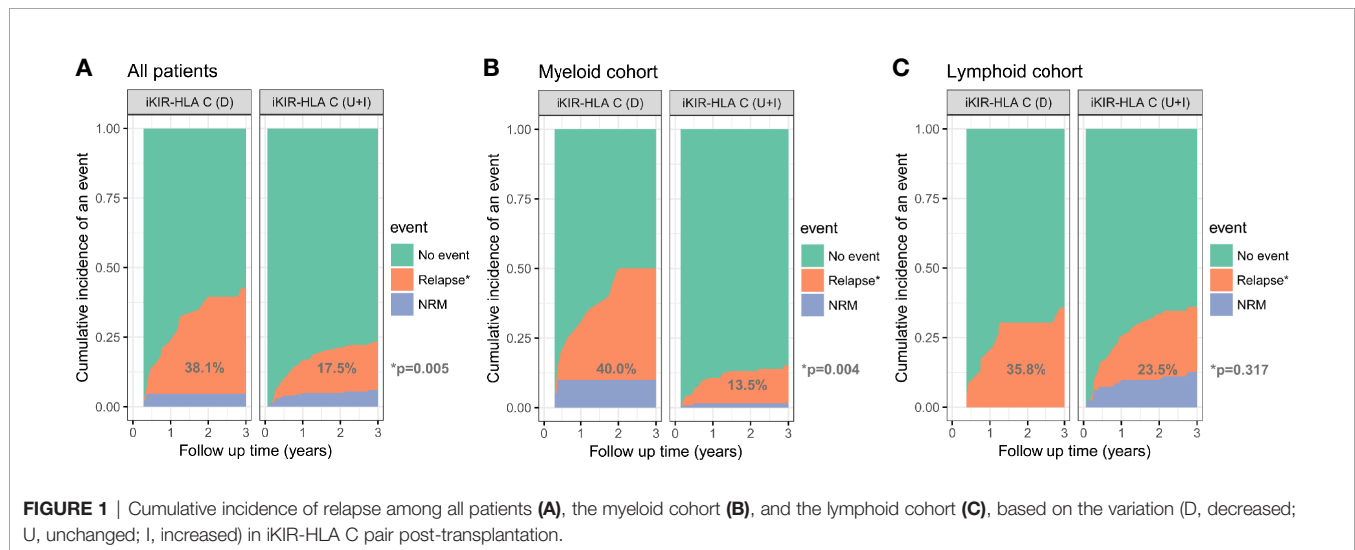 A All patients
iKIR-HLA C (D) iKIR-HLA C (U+I)
Cumulative incidence of an event
1.00
0.75
0.50
0.25
0.00
38.1% 17.5%
0 1 2 3 0 1 2 3
Follow up time (years)
event
No event
Relapse*
NRM
*p=0.005
B Myeloid cohort
iKIR-HLA C (D) iKIR-HLA C (U+I)
Cumulative incidence of an event
1.00
0.75
0.50
0.25
0.00
40.0% 13.5%
0 1 2 3 0 1 2 3
Follow up time (years)
event
No event
Relapse*
NRM
*p=0.004
C Lymphoid cohort
iKIR-HLA C (D) iKIR-HLA C (U+I)
Cumulative incidence of an event
1.00
0.75
0.50
0.25
0.00
35.8% 23.5%
0 1 2 3 0 1 2 3
Follow up time (years)
event
No event
Relapse*
NRM
*p=0.317
FIGURE 1 | Cumulative incidence of relapse among all patients (A), the myeloid cohort (B), and the lymphoid cohort (C), based on the variation (D, decreased;
U, unchanged; I, increased) in iKIR-HLA C pair post-transplantation.